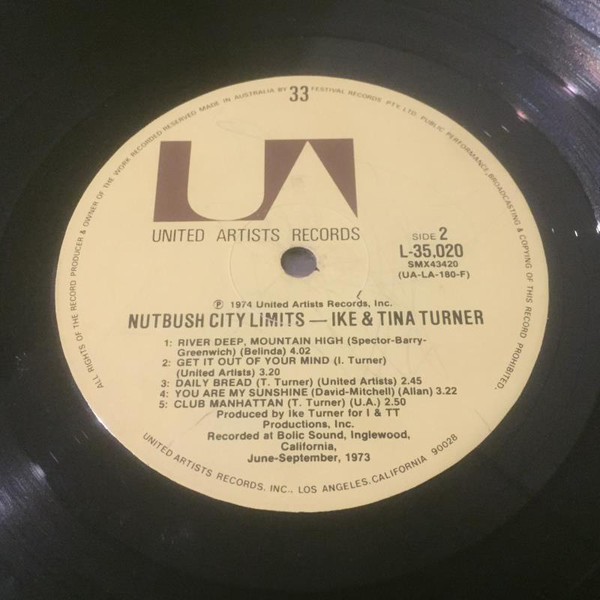 33
MADE IN AUSTRALIA BY FESTIVAL RECORDS PTY. LTD. PUBLIC PERFORMANCE, BROADCASTING & COPYING OF THIS RECORD PROHIBITED.
ALL RIGHTS OF THE RECORD PRODUCER & OWNER OF THE WORK RECORDED RESERVED
UA
UNITED ARTISTS RECORDS
SIDE 2
L-35,020
SMX43420
(UA-LA-180-F)
℗ 1974 United Artists Records, Inc.
NUTBUSH CITY LIMITS — IKE & TINA TURNER
1: RIVER DEEP, MOUNTAIN HIGH (Spector-Barry-
Greenwich) (Belinda) 4.02
2: GET IT OUT OF YOUR MIND (I. Turner)
(United Artists) 3.20
3: DAILY BREAD (T. Turner) (United Artists) 2.45
4: YOU ARE MY SUNSHINE (David-Mitchell) (Allan) 3.22
5: CLUB MANHATTAN (T. Turner) (U.A.) 2.50
Produced by Ike Turner for I & TT
Productions, Inc.
Recorded at Bolic Sound, Inglewood,
California,
June-September, 1973
UNITED ARTISTS RECORDS, INC., LOS ANGELES, CALIFORNIA 90028